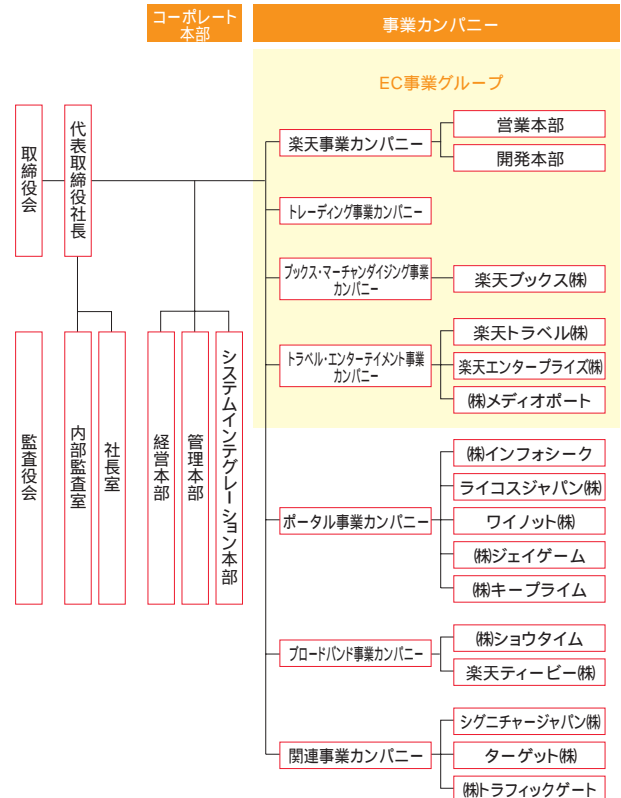 コーポレート
本部
事業カンパニー
EC事業グループ
取締役会
代表取締役社長
監査役会
内部監査室
社長室
経営本部
管理本部
システムインテグレーション本部
楽天事業カンパニー
営業本部
開発本部
トレーディング事業カンパニー
ブックス・マーチャンダイジング事業
カンパニー
楽天ブックス㈱
トラベル・エンターテイメント事業
カンパニー
楽天トラベル㈱
楽天エンタープライズ㈱
㈱メディオポート
ポータル事業カンパニー
㈱インフォシーク
ライコスジャパン㈱
ワイノット㈱
㈱ジェイゲーム
㈱キープライム
ブロードバンド事業カンパニー
㈱ショウタイム
楽天ティービー㈱
関連事業カンパニー
シグニチャージャパン㈱
ターゲット㈱
㈱トラフィックゲート